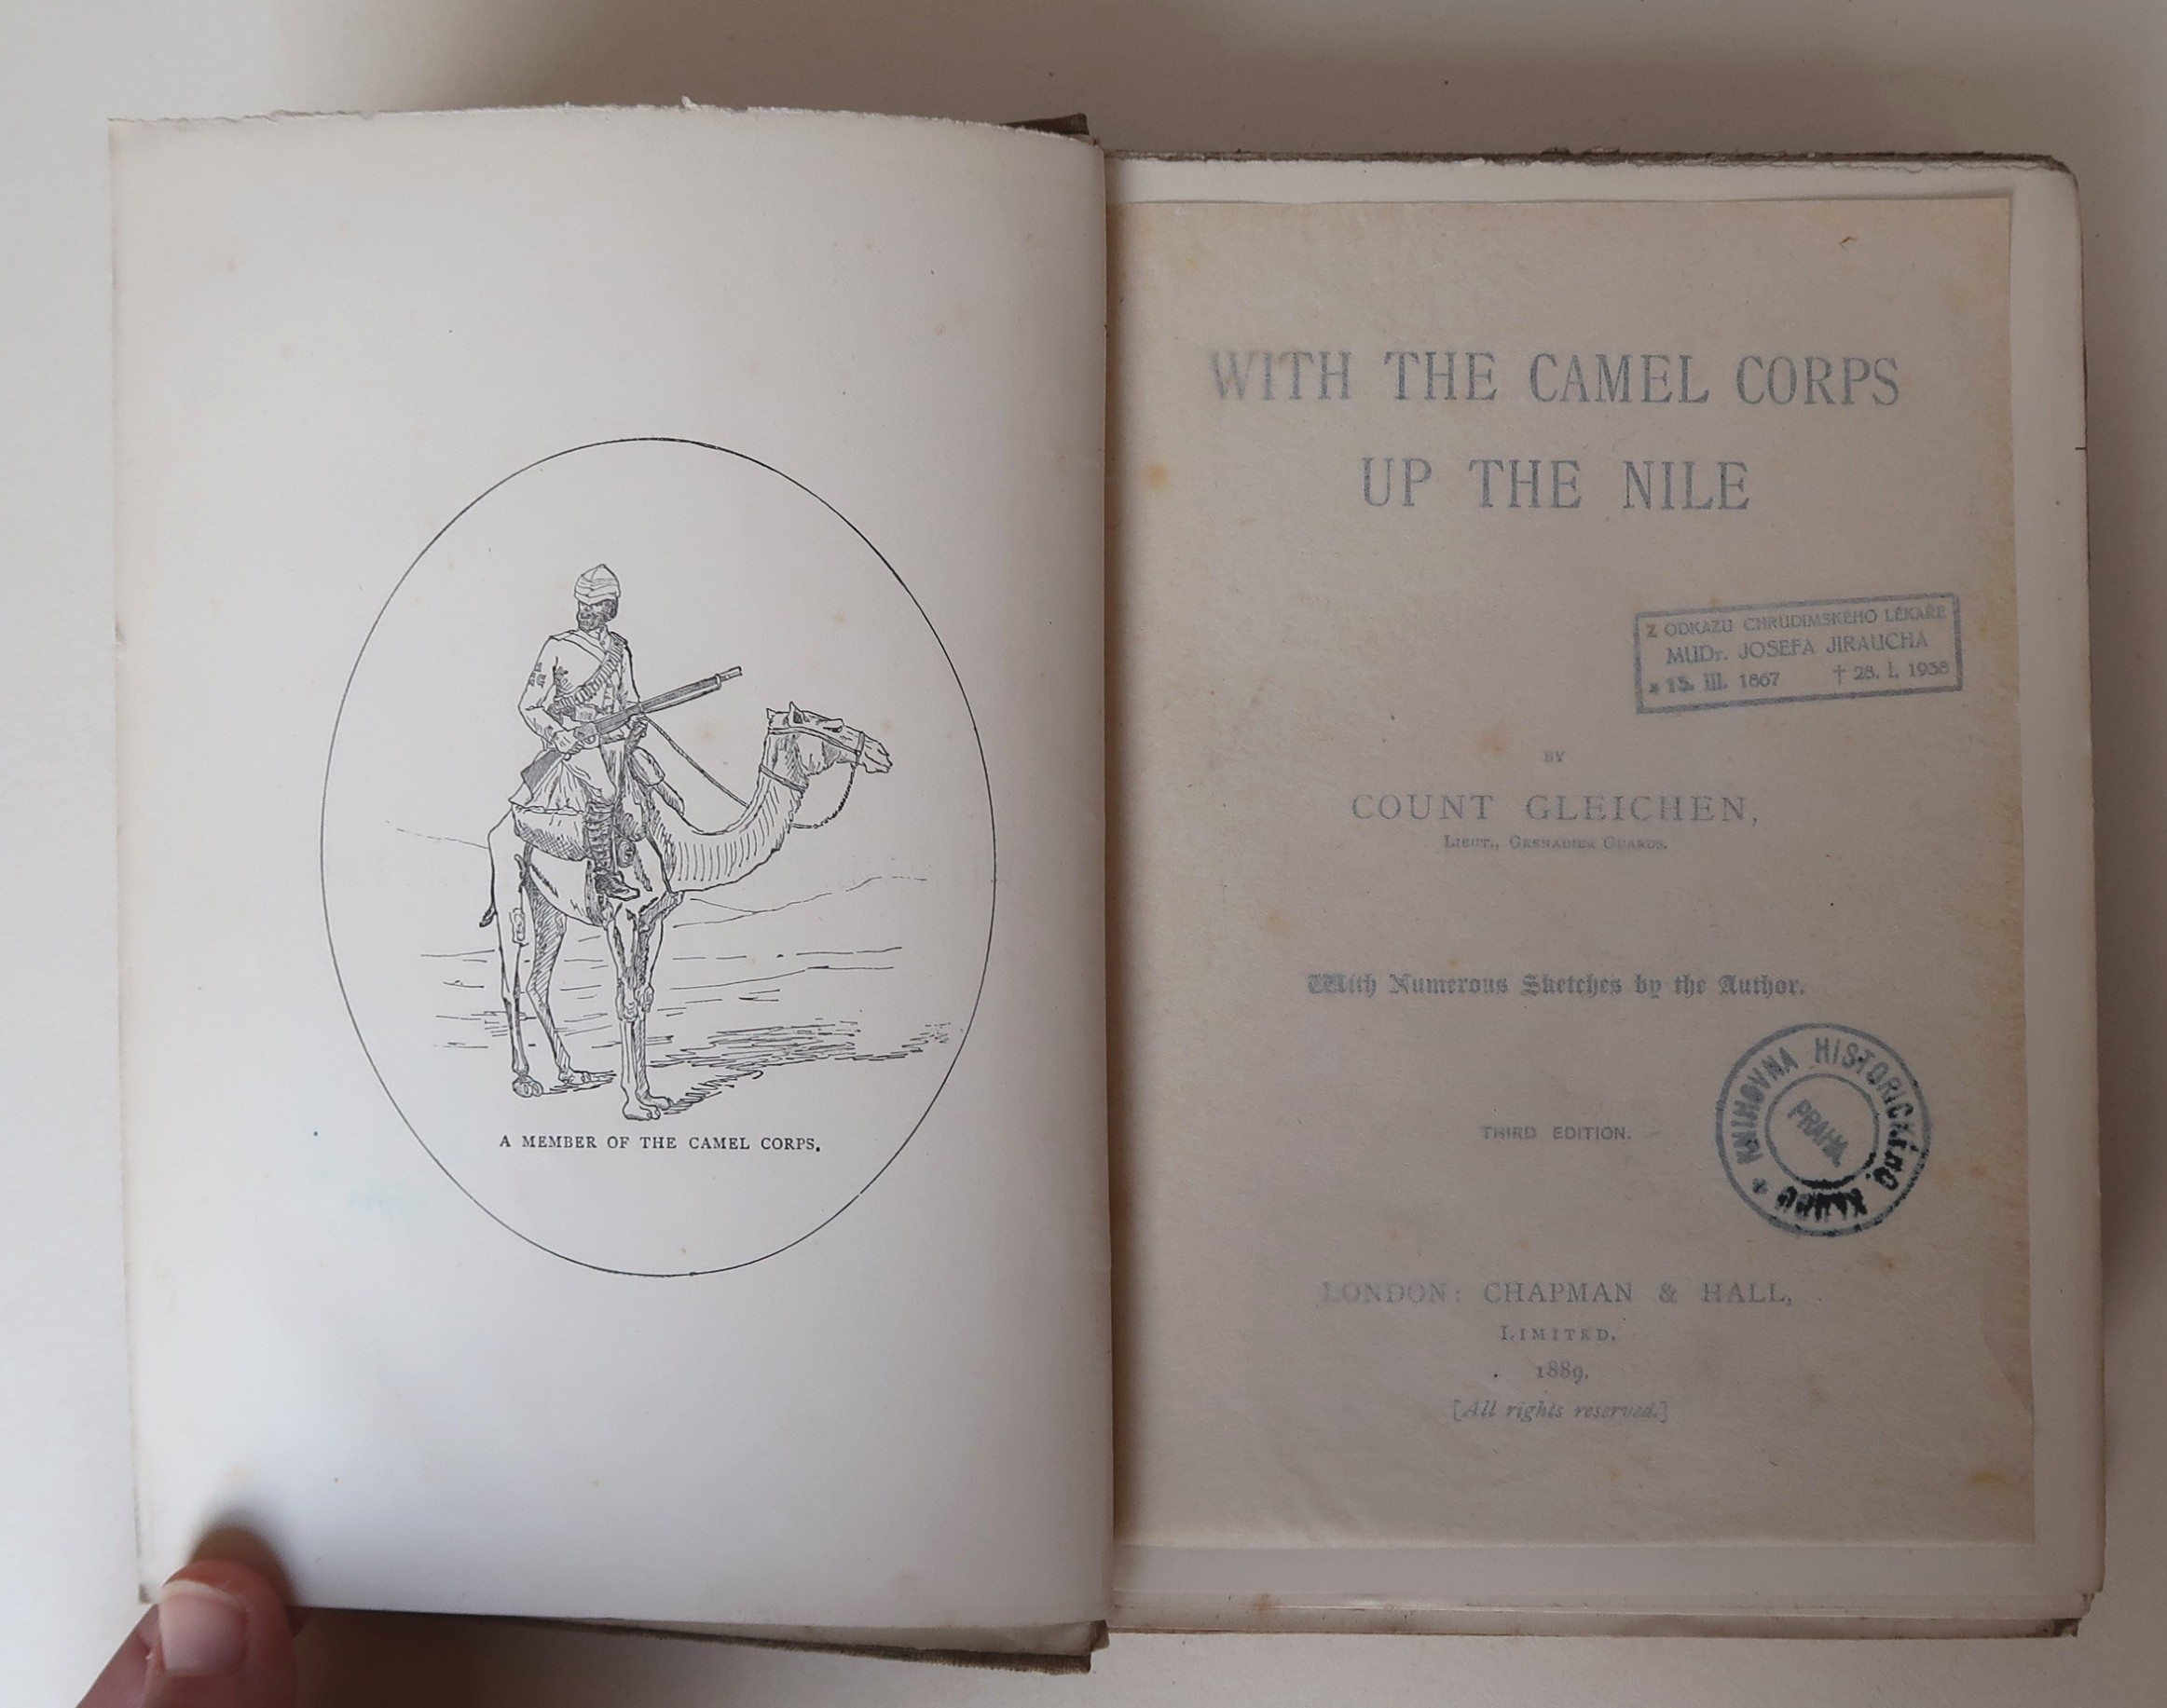 A MEMBER OF THE CAMEL CORPS.
WITH THE CAMEL CORPS
UP THE NILE
Z ODKAZU CHRUDIMSKÉHO LÉKAŘE
MUDr. JOSEFA JIRAUCHA
* 13. III. 1867 † 28. I. 1938
BY
COUNT GLEICHEN,
LIEUT., GRENADIER GUARDS.
With Numerous Sketches by the Author.
THIRD EDITION.
KNIHOVNA HISTORICKÉHO KLUBU *
PRAHA
LONDON: CHAPMAN & HALL,
LIMITED.
1889.
[All rights reserved.]